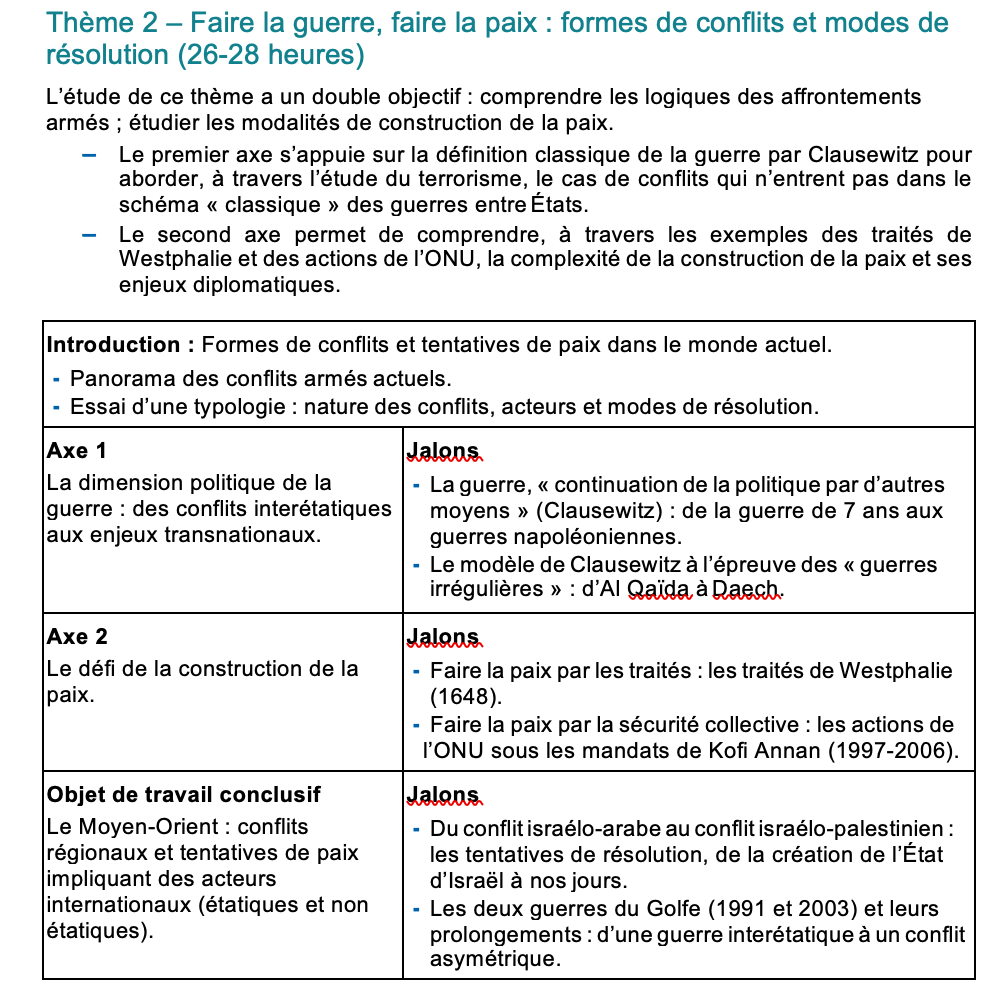 Thème 2 – Faire la guerre, faire la paix : formes de conflits et modes de
résolution (26-28 heures)
L’étude de ce thème a un double objectif : comprendre les logiques des affrontements
armés ; étudier les modalités de construction de la paix.
– Le premier axe s’appuie sur la définition classique de la guerre par Clausewitz pour
aborder, à travers l’étude du terrorisme, le cas de conflits qui n’entrent pas dans le
schéma « classique » des guerres entre États.
– Le second axe permet de comprendre, à travers les exemples des traités de
Westphalie et des actions de l’ONU, la complexité de la construction de la paix et ses
enjeux diplomatiques.
Introduction : Formes de conflits et tentatives de paix dans le monde actuel.
- Panorama des conflits armés actuels.
- Essai d’une typologie : nature des conflits, acteurs et modes de résolution.
Axe 1
La dimension politique de la
guerre : des conflits interétatiques
aux enjeux transnationaux.
Jalons
- La guerre, « continuation de la politique par d’autres
moyens » (Clausewitz) : de la guerre de 7 ans aux
guerres napoléoniennes.
- Le modèle de Clausewitz à l’épreuve des « guerres
irrégulières » : d’Al Qaïda à Daech.
Axe 2
Le défi de la construction de la
paix.
Jalons
- Faire la paix par les traités : les traités de Westphalie
(1648).
- Faire la paix par la sécurité collective : les actions de
l’ONU sous les mandats de Kofi Annan (1997-2006).
Objet de travail conclusif
Le Moyen-Orient : conflits
régionaux et tentatives de paix
impliquant des acteurs
internationaux (étatiques et non
étatiques).
Jalons
- Du conflit israélo-arabe au conflit israélo-palestinien :
les tentatives de résolution, de la création de l’État
d’Israël à nos jours.
- Les deux guerres du Golfe (1991 et 2003) et leurs
prolongements : d’une guerre interétatique à un conflit
asymétrique.